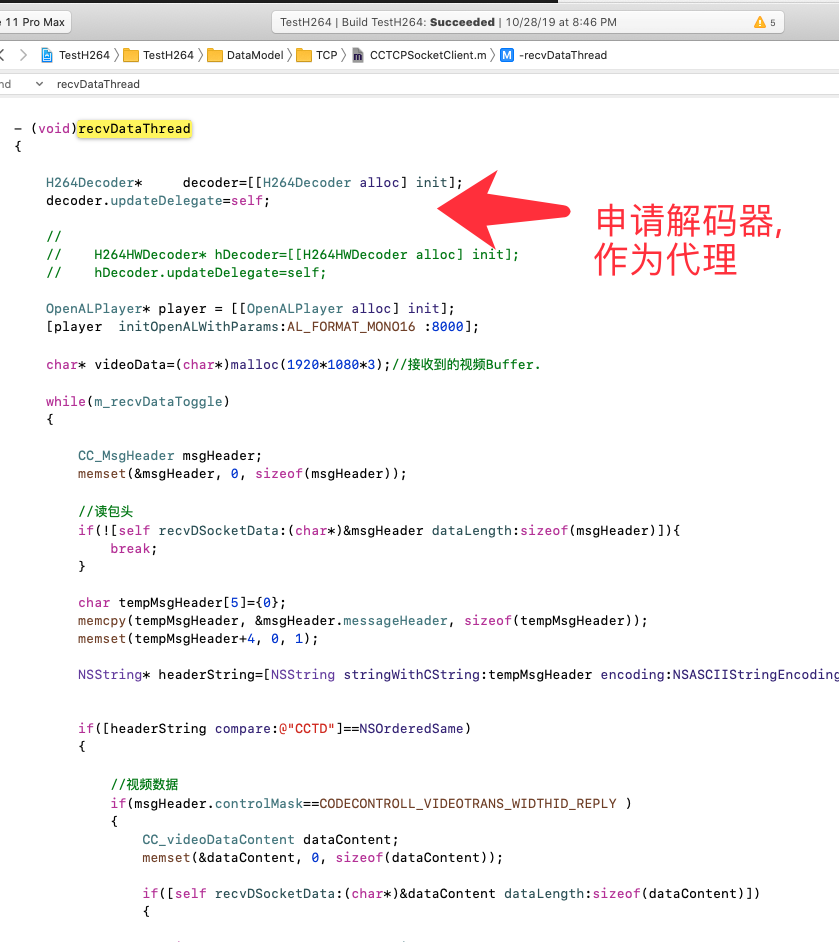 11 Pro Max
TestH264 | Build TestH264: Succeeded | 10/28/19 at 8:46 PM
5
TestH264 TestH264 DataModel TCP m CCTCPSocketClient.m M -recvDataThread
nd recvDataThread
- (void)recvDataThread
{
H264Decoder* decoder=[[H264Decoder alloc] init];
decoder.updateDelegate=self;
申请解码器,
作为代理
//
// H264HWDecoder* hDecoder=[[H264HWDecoder alloc] init];
// hDecoder.updateDelegate=self;
OpenALPlayer* player = [[OpenALPlayer alloc] init];
[player initOpenALWithParams:AL_FORMAT_MONO16 :8000];
char* videoData=(char*)malloc(1920*1080*3);//接收到的视频Buffer.
while(m_recvDataToggle)
{
CC_MsgHeader msgHeader;
memset(&msgHeader, 0, sizeof(msgHeader));
//读包头
if(![self recvDSocketData:(char*)&msgHeader dataLength:sizeof(msgHeader)]){
break;
}
char tempMsgHeader[5]={0};
memcpy(tempMsgHeader, &msgHeader.messageHeader, sizeof(tempMsgHeader));
memset(tempMsgHeader+4, 0, 1);
NSString* headerString=[NSString stringWithCString:tempMsgHeader encoding:NSASCIIStringEncoding
if([headerString compare:@"CCTD"]==NSOrderedSame)
{
//视频数据
if(msgHeader.controlMask==CODECONTROLL_VIDEOTRANS_WIDTHID_REPLY )
{
CC_videoDataContent dataContent;
memset(&dataContent, 0, sizeof(dataContent));
if([self recvDSocketData:(char*)&dataContent dataLength:sizeof(dataContent)])
{